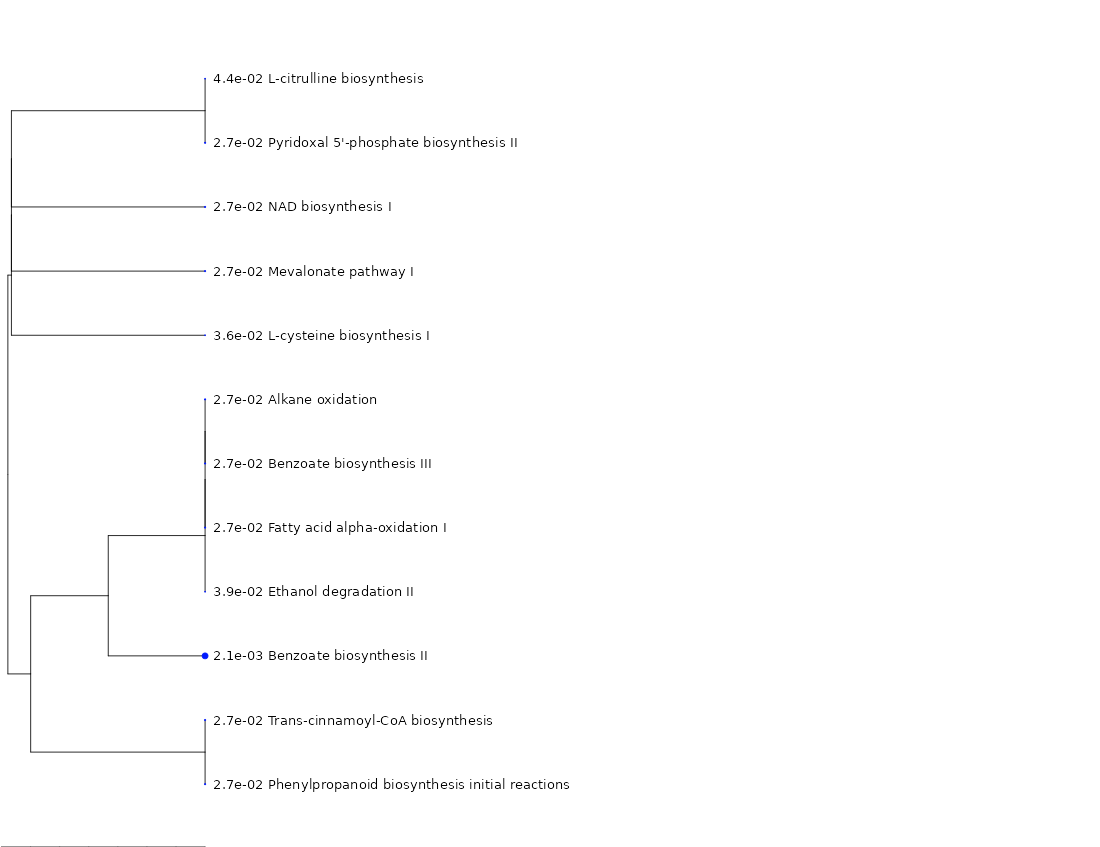 4.4e-02 L-citrulline biosynthesis
2.7e-02 Pyridoxal 5'-phosphate biosynthesis II
2.7e-02 NAD biosynthesis I
2.7e-02 Mevalonate pathway I
3.6e-02 L-cysteine biosynthesis I
2.7e-02 Alkane oxidation
2.7e-02 Benzoate biosynthesis III
2.7e-02 Fatty acid alpha-oxidation I
3.9e-02 Ethanol degradation II
2.1e-03 Benzoate biosynthesis II
2.7e-02 Trans-cinnamoyl-CoA biosynthesis
2.7e-02 Phenylpropanoid biosynthesis initial reactions